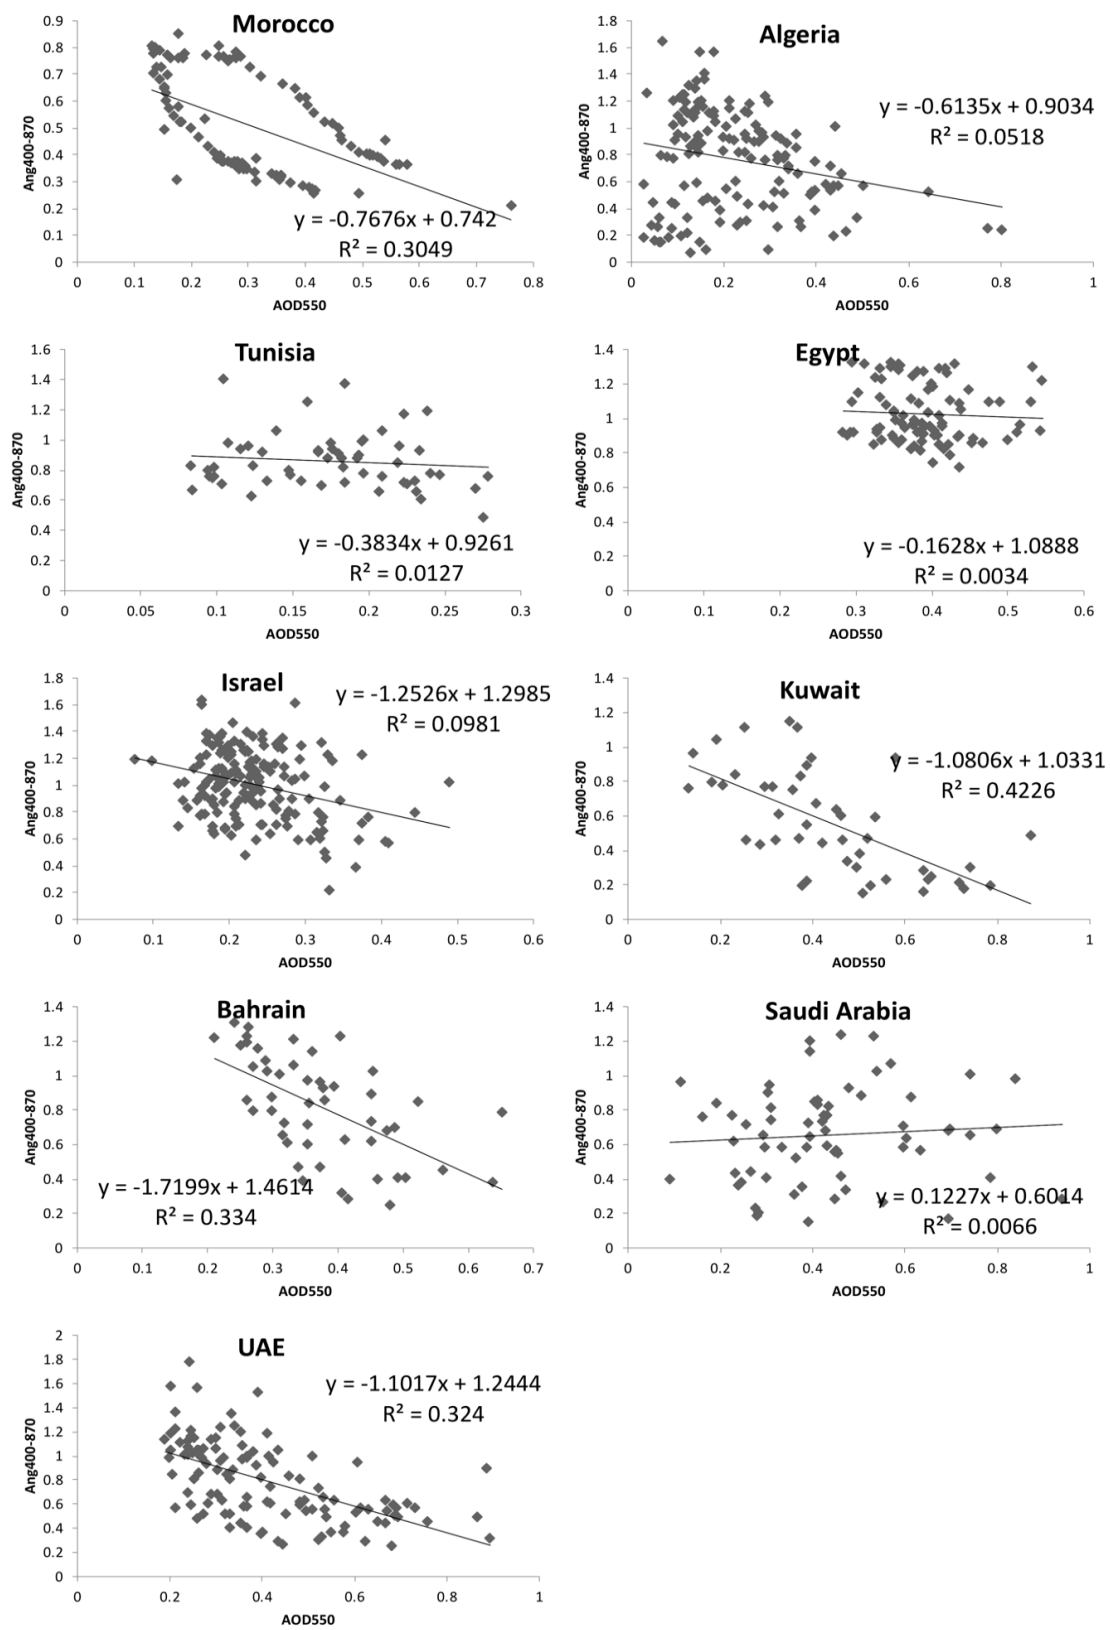 Morocco
0.9
0.8
0.7
0.6
0.5
0.4
0.3
0.2
0.1
0
Ang400-870
y = -0.7676x + 0.742
R² = 0.3049
0 0.1 0.2 0.3 0.4 0.5 0.6 0.7 0.8
AOD550
Algeria
1.8
1.6
1.4
1.2
1
0.8
0.6
0.4
0.2
0
Ang400-870
y = -0.6135x + 0.9034
R² = 0.0518
0 0.2 0.4 0.6 0.8 1
AOD550
Tunisia
1.6
1.4
1.2
1
0.8
0.6
0.4
0.2
0
Ang400-870
y = -0.3834x + 0.9261
R² = 0.0127
0 0.05 0.1 0.15 0.2 0.25 0.3
AOD550
Egypt
1.4
1.2
1
0.8
0.6
0.4
0.2
0
Ang400-870
y = -0.1628x + 1.0888
R² = 0.0034
0 0.1 0.2 0.3 0.4 0.5 0.6
AOD550
Israel
1.8
1.6
1.4
1.2
1
0.8
0.6
0.4
0.2
0
Ang400-870
y = -1.2526x + 1.2985
R² = 0.0981
0 0.1 0.2 0.3 0.4 0.5 0.6
AOD550
Kuwait
1.4
1.2
1
0.8
0.6
0.4
0.2
0
Ang400-870
y = -1.0806x + 1.0331
R² = 0.4226
0 0.2 0.4 0.6 0.8 1
AOD550
Bahrain
1.4
1.2
1
0.8
0.6
0.4
0.2
0
Ang400-870
y = -1.7199x + 1.4614
R² = 0.334
0 0.1 0.2 0.3 0.4 0.5 0.6 0.7
AOD550
Saudi Arabia
1.4
1.2
1
0.8
0.6
0.4
0.2
0
Ang400-870
y = 0.1227x + 0.6014
R² = 0.0066
0 0.2 0.4 0.6 0.8 1
AOD550
UAE
2
1.8
1.6
1.4
1.2
1
0.8
0.6
0.4
0.2
0
Ang400-870
y = -1.1017x + 1.2444
R² = 0.324
0 0.2 0.4 0.6 0.8 1
AOD550